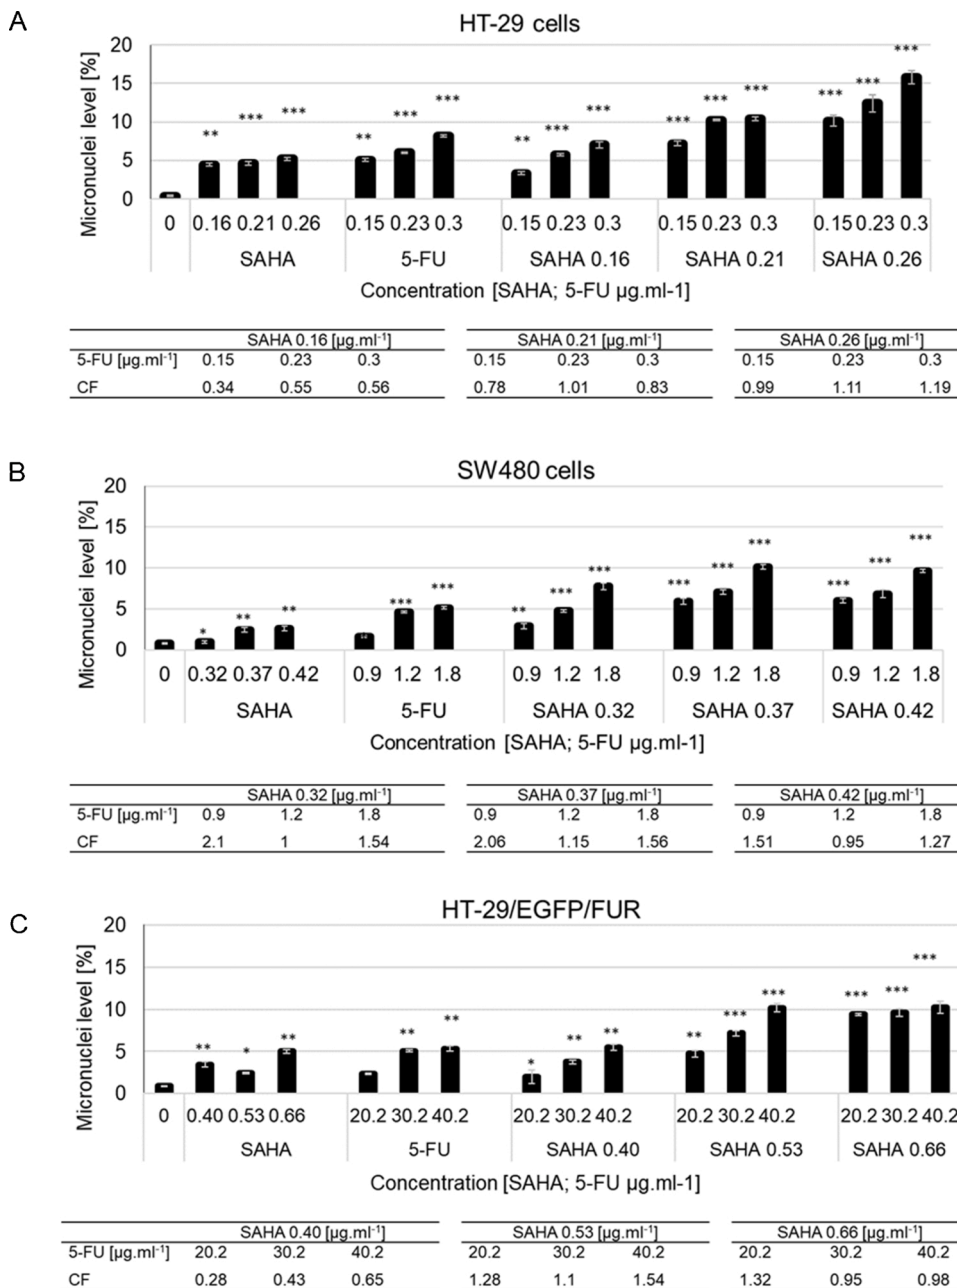 A
HT-29 cells
Micronuclei level [%]
20
15
10
5
0
** *** *** ** *** *** ** *** *** *** *** *** *** *** ***
0 0.16 0.21 0.26 0.15 0.23 0.3 0.15 0.23 0.3 0.15 0.23 0.3 0.15 0.23 0.3
SAHA 5-FU SAHA 0.16 SAHA 0.21 SAHA 0.26
Concentration [SAHA; 5-FU µg.ml-1]
SAHA 0.16 [µg.ml-1] SAHA 0.21 [µg.ml-1] SAHA 0.26 [µg.ml-1]
5-FU [µg.ml-1] 0.15 0.23 0.3 0.15 0.23 0.3 0.15 0.23 0.3
CF 0.34 0.55 0.56 0.78 1.01 0.83 0.99 1.11 1.19
B
SW480 cells
Micronuclei level [%]
20
15
10
5
0
* ** ** *** *** ** *** *** *** *** *** *** *** ***
0 0.32 0.37 0.42 0.9 1.2 1.8 0.9 1.2 1.8 0.9 1.2 1.8 0.9 1.2 1.8
SAHA 5-FU SAHA 0.32 SAHA 0.37 SAHA 0.42
Concentration [SAHA; 5-FU µg.ml-1]
SAHA 0.32 [µg.ml-1] SAHA 0.37 [µg.ml-1] SAHA 0.42 [µg.ml-1]
5-FU [µg.ml-1] 0.9 1.2 1.8 0.9 1.2 1.8 0.9 1.2 1.8
CF 2.1 1 1.54 2.06 1.15 1.56 1.51 0.95 1.27
C
HT-29/EGFP/FUR
Micronuclei level [%]
20
15
10
5
0
** * ** ** ** * ** ** ** *** *** *** *** ***
0 0.40 0.53 0.66 20.2 30.2 40.2 20.2 30.2 40.2 20.2 30.2 40.2 20.2 30.2 40.2
SAHA 5-FU SAHA 0.40 SAHA 0.53 SAHA 0.66
Concentration [SAHA; 5-FU µg.ml-1]
SAHA 0.40 [µg.ml-1] SAHA 0.53 [µg.ml-1] SAHA 0.66 [µg.ml-1]
5-FU [µg.ml-1] 20.2 30.2 40.2 20.2 30.2 40.2 20.2 30.2 40.2
CF 0.28 0.43 0.65 1.28 1.1 1.54 1.32 0.95 0.98